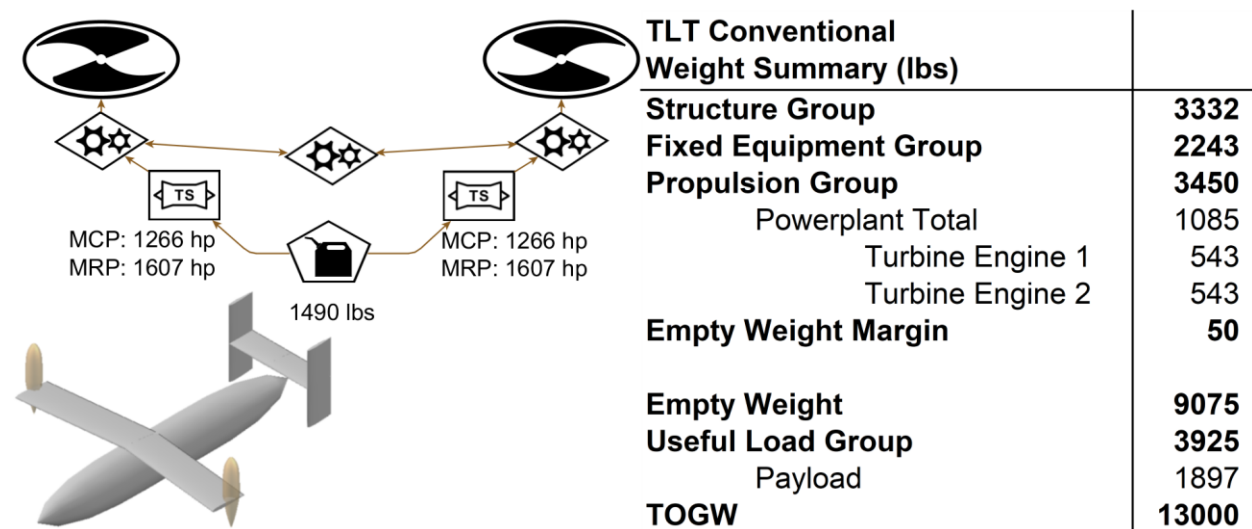 TS
TS
MCP: 1266 hp
MRP: 1607 hp
MCP: 1266 hp
MRP: 1607 hp
1490 lbs
TLT Conventional
Weight Summary (lbs)
Structure Group 3332
Fixed Equipment Group 2243
Propulsion Group 3450
Powerplant Total 1085
Turbine Engine 1 543
Turbine Engine 2 543
Empty Weight Margin 50
Empty Weight 9075
Useful Load Group 3925
Payload 1897
TOGW 13000